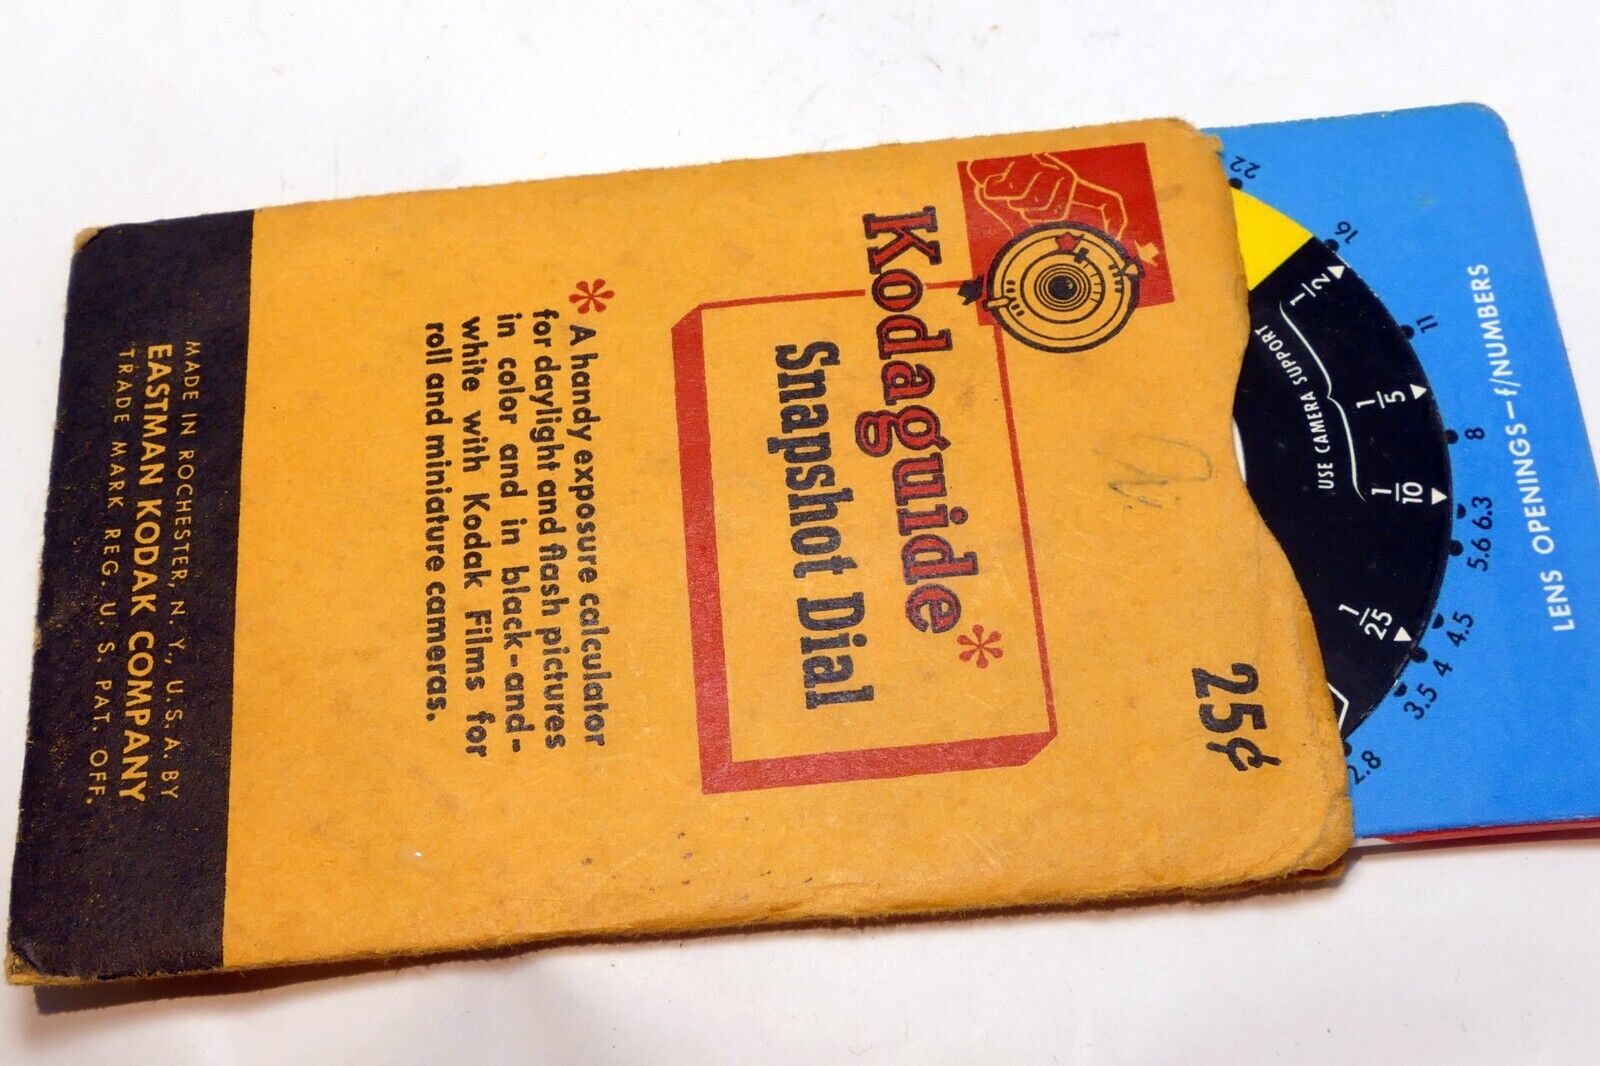 25¢
Kodaguide*
Snapshot Dial
* A handy exposure calculator
for daylight and flash pictures
in color and in black-and-
white with Kodak Films for
roll and miniature cameras.
MADE IN ROCHESTER, N. Y., U. S. A. BY
EASTMAN KODAK COMPANY
TRADE MARK REG. U. S. PAT. OFF.
LENS OPENINGS—f/NUMBERS
22 16 11 8 6.3 5.6 4.5 4 3.5 2.8
1 1/2 1/5 1/10 1/25
USE CAMERA SUPPORT